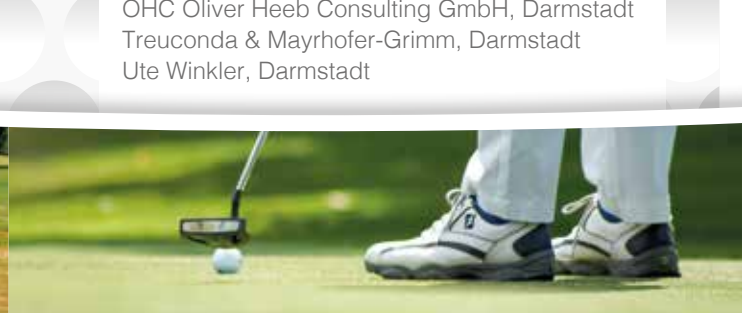 OHC Oliver Heeb Consulting GmbH, Darmstadt
Treuconda & Mayrhofer-Grimm, Darmstadt
Ute Winkler, Darmstadt